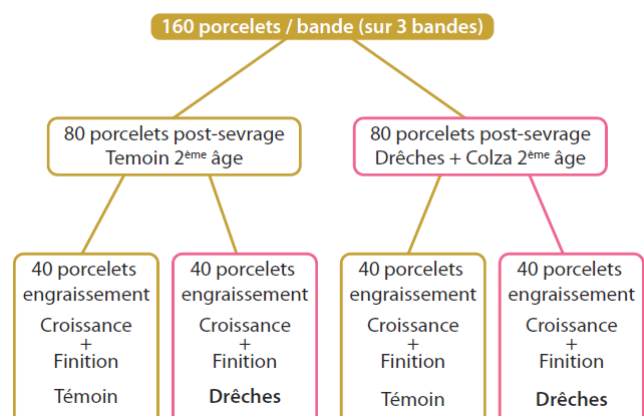 160 porcelets / bande (sur 3 bandes)
80 porcelets post-sevrage
Temoin 2ème âge
80 porcelets post-sevrage
Drêches + Colza 2ème âge
40 porcelets
engraissement
Croissance
+
Finition
Témoin
40 porcelets
engraissement
Croissance
+
Finition
Drêches
40 porcelets
engraissement
Croissance
+
Finition
Témoin
40 porcelets
engraissement
Croissance
+
Finition
Drêches